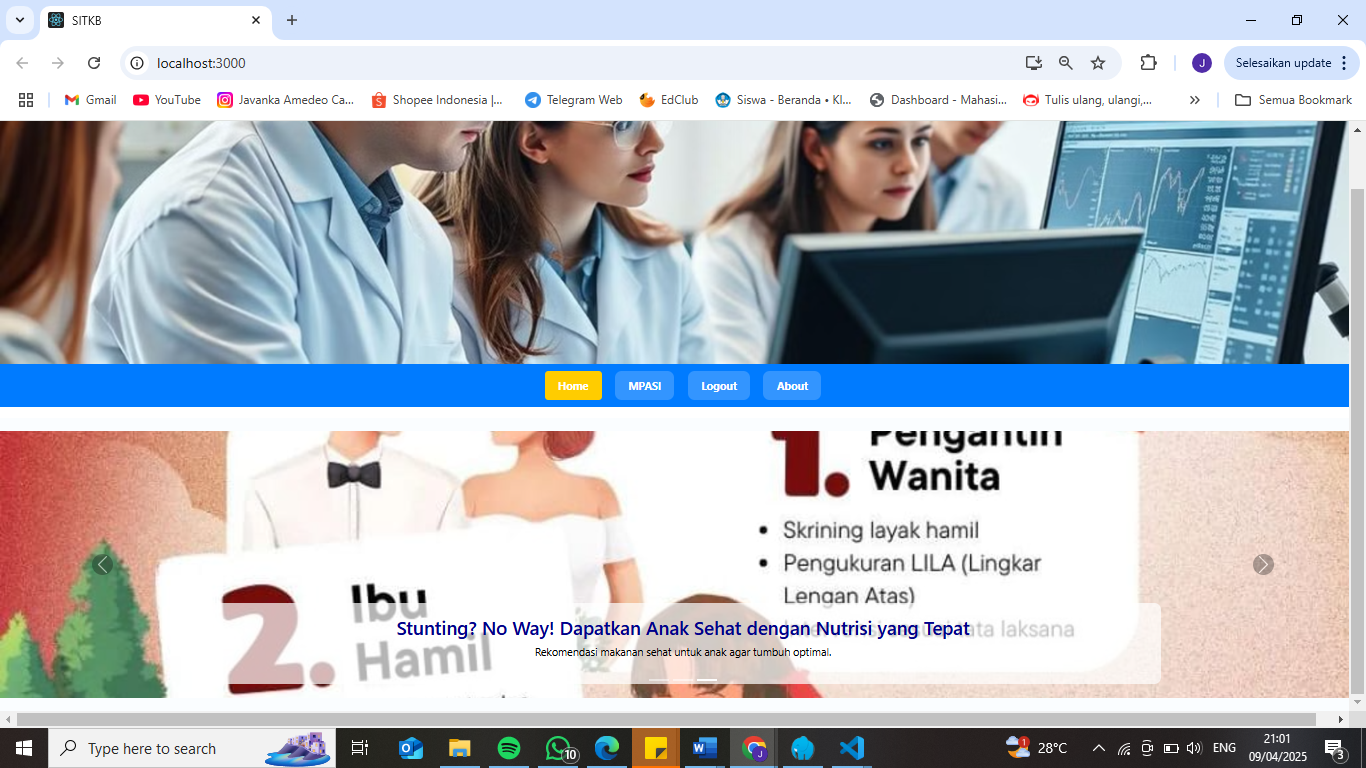 SITKB
localhost:3000
J
Selesaikan update
Gmail
YouTube
Javanka Amedeo Ca...
Shopee Indonesia |...
Telegram Web
EdClub
Siswa - Beranda • Kl...
Dashboard - Mahasi...
Tulis ulang, ulangi,...
Semua Bookmark
Home
MPASI
Logout
About
1. Pengantin
Wanita
• Skrining layak hamil
• Pengukuran LILA (Lingkar
Lengan Atas)
2. Ibu
Hamil
Stunting? No Way! Dapatkan Anak Sehat dengan Nutrisi yang Tepat
Rekomendasi makanan sehat untuk anak agar tumbuh optimal.
Type here to search
10
1
28°C
ENG
21:01
09/04/2025
3